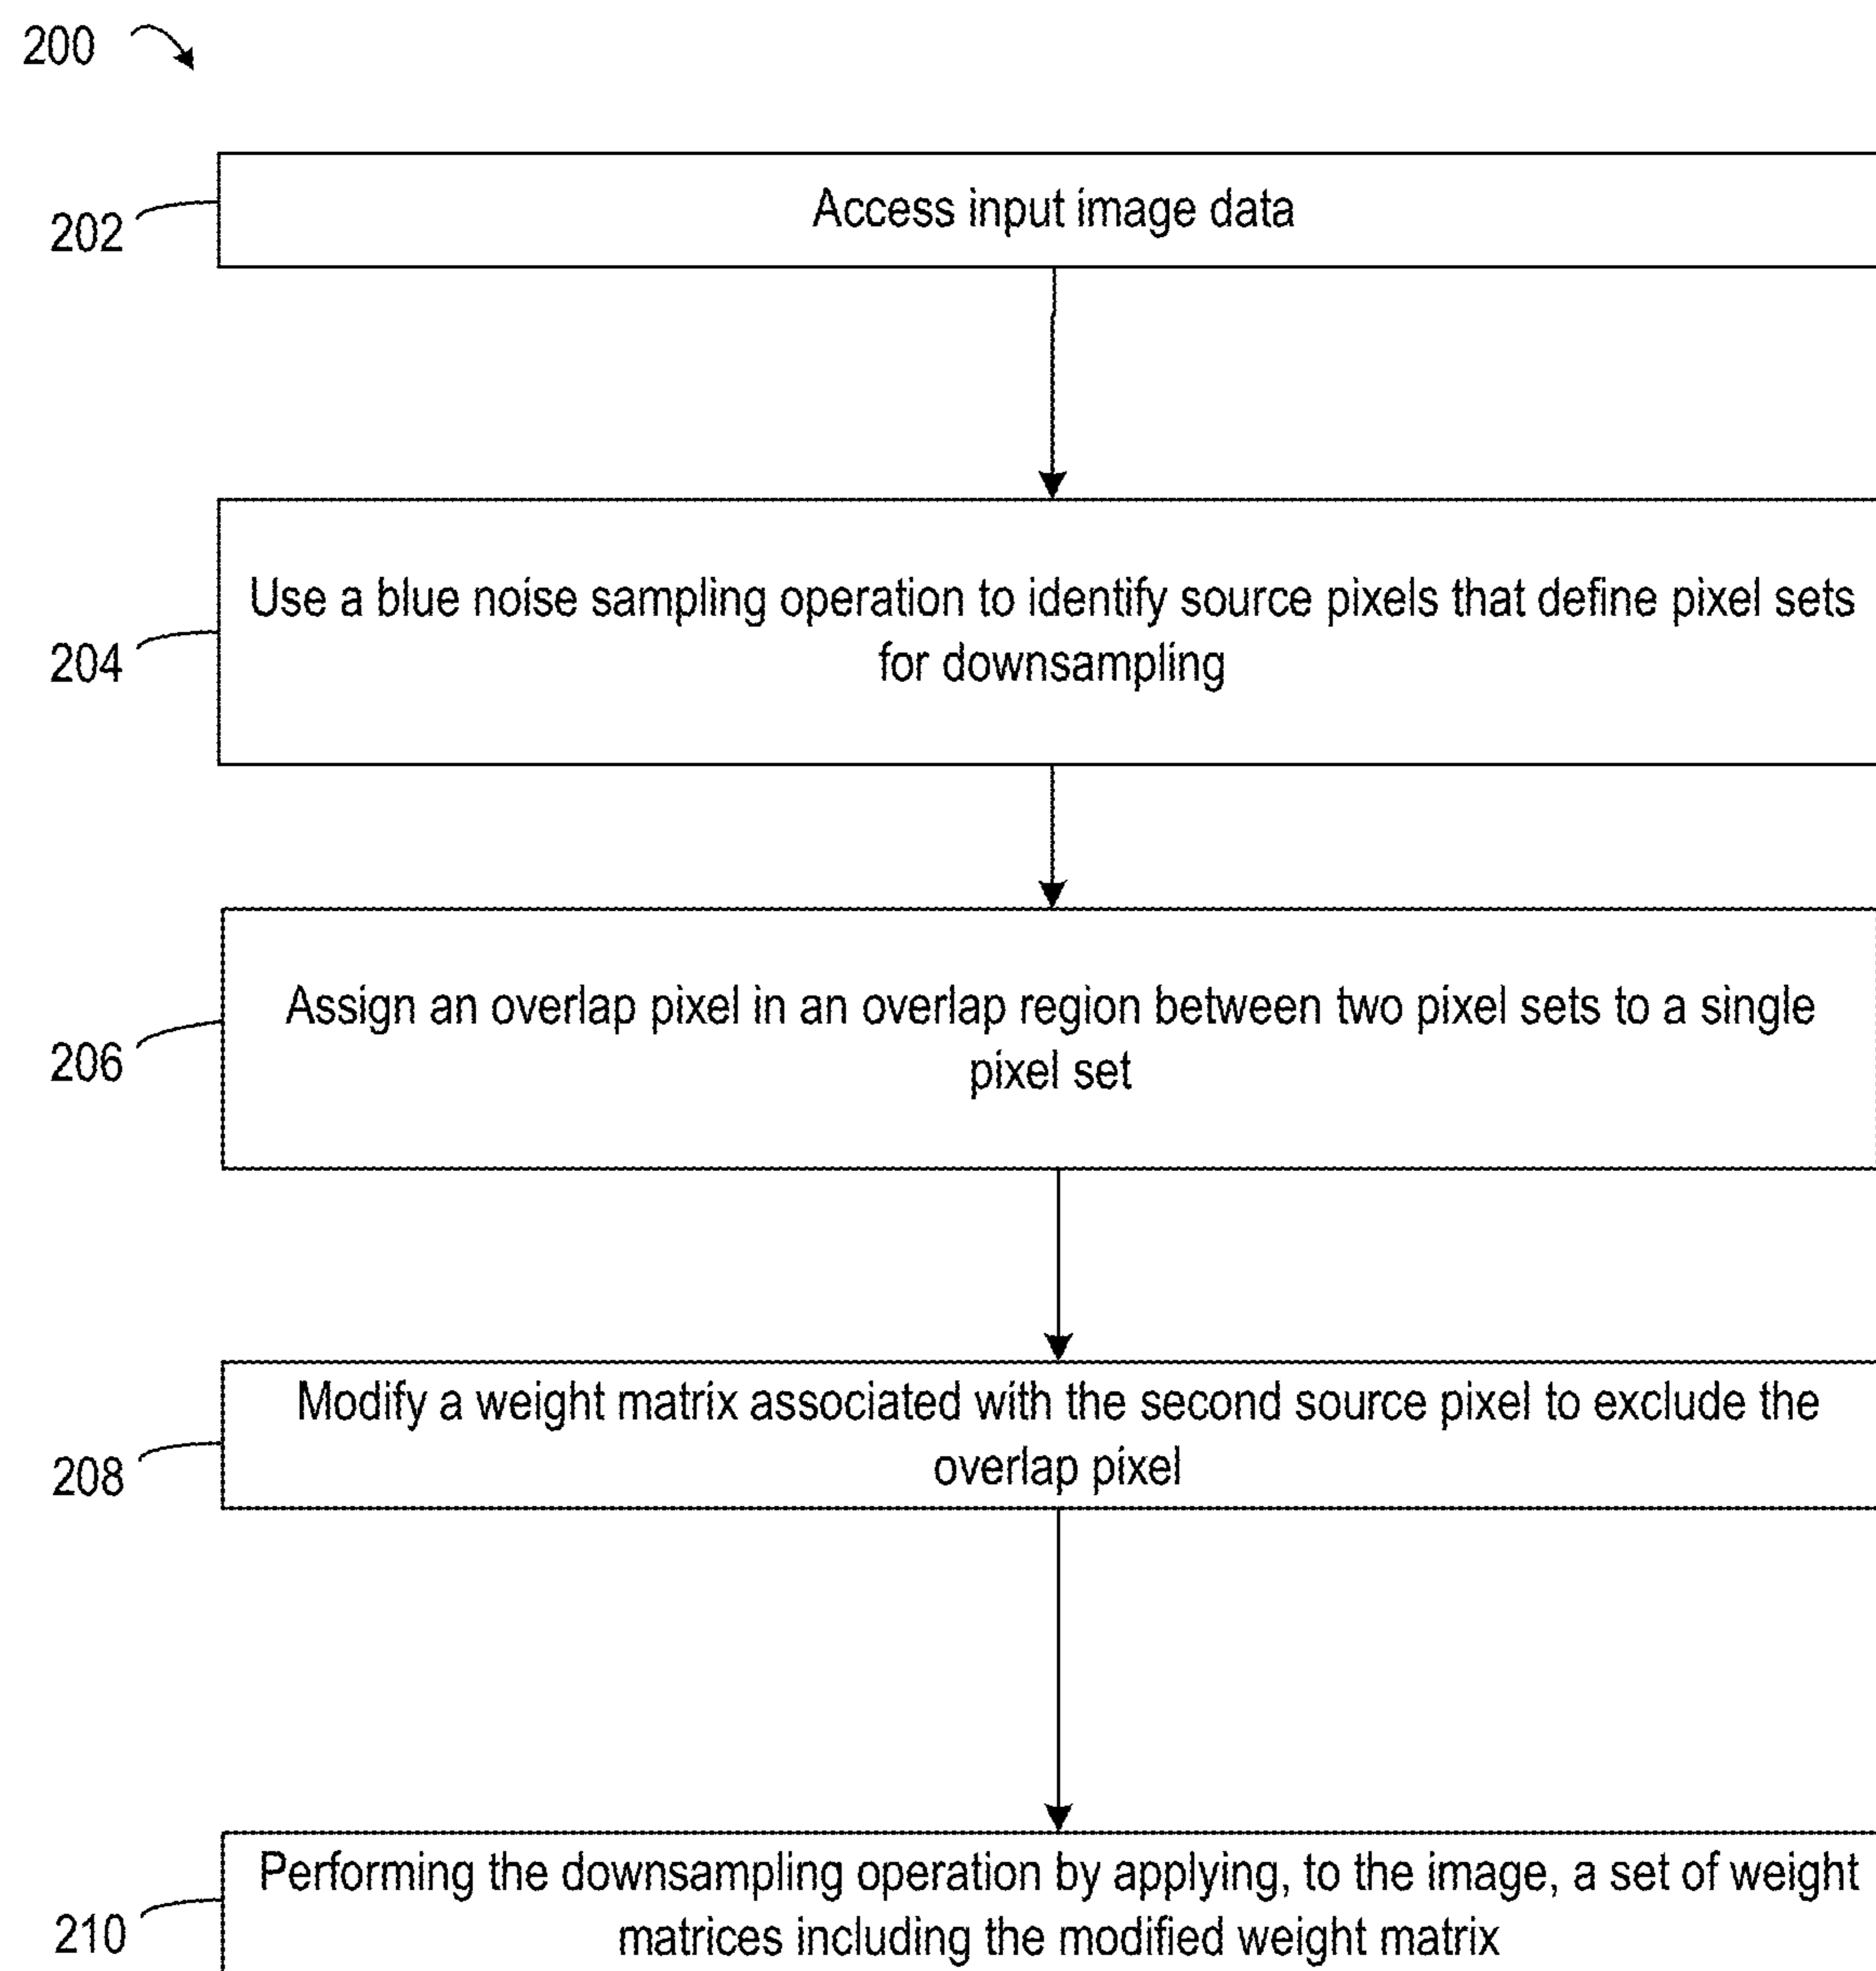 200
202
Access input image data
204
Use a blue noise sampling operation to identify source pixels that define pixel sets
for downsampling
206
Assign an overlap pixel in an overlap region between two pixel sets to a single
pixel set
208
Modify a weight matrix associated with the second source pixel to exclude the
overlap pixel
210
Performing the downsampling operation by applying, to the image, a set of weight
matrices including the modified weight matrix